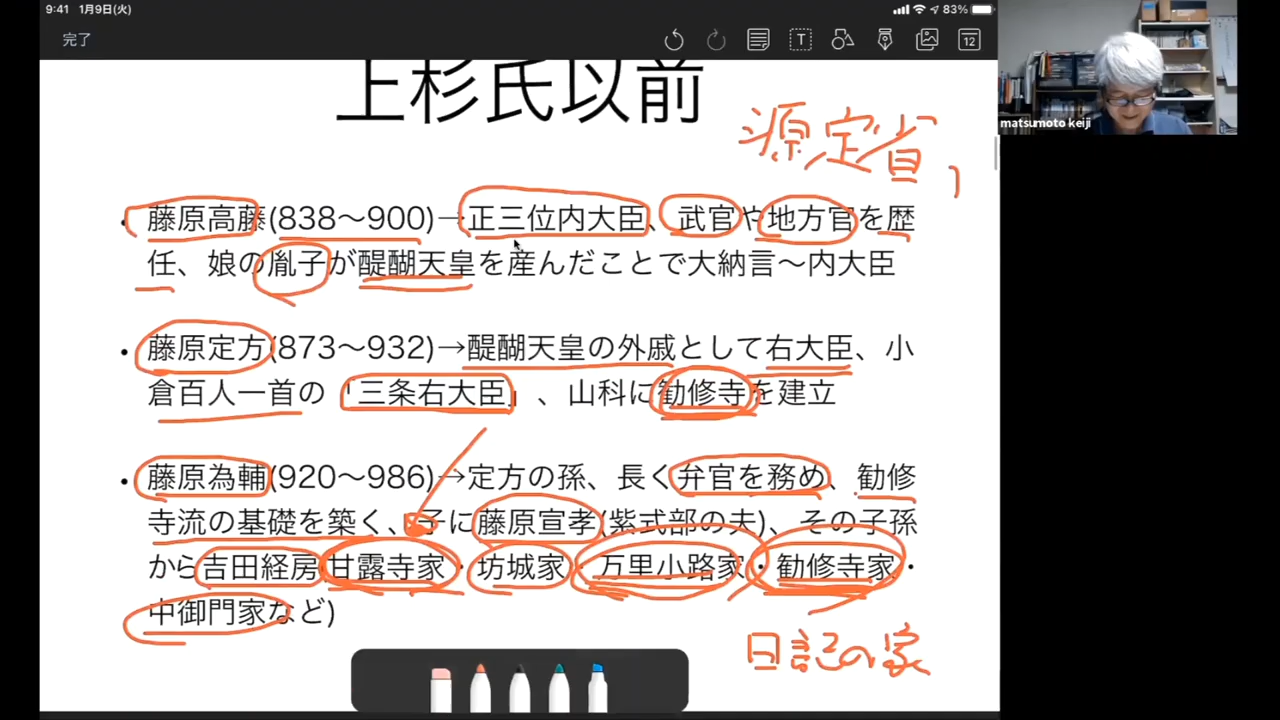 9:41 1月9日(火)
83%
完了
12
matsumoto keiji
上杉氏以前
源定省
・藤原高藤(838〜900)→正三位内大臣、武官や地方官を歴
任、娘の胤子が醍醐天皇を産んだことで大納言〜内大臣
・藤原定方(873〜932)→醍醐天皇の外戚として右大臣、小
倉百人一首の「三条右大臣」、山科に勧修寺を建立
・藤原為輔(920〜986)→定方の孫、長く弁官を務め、勧修
寺流の基礎を築く、子に藤原宣孝(紫式部の夫)、その子孫
から吉田経房・甘露寺家・坊城家・万里小路家・勧修寺家・
中御門家など)
日記の家